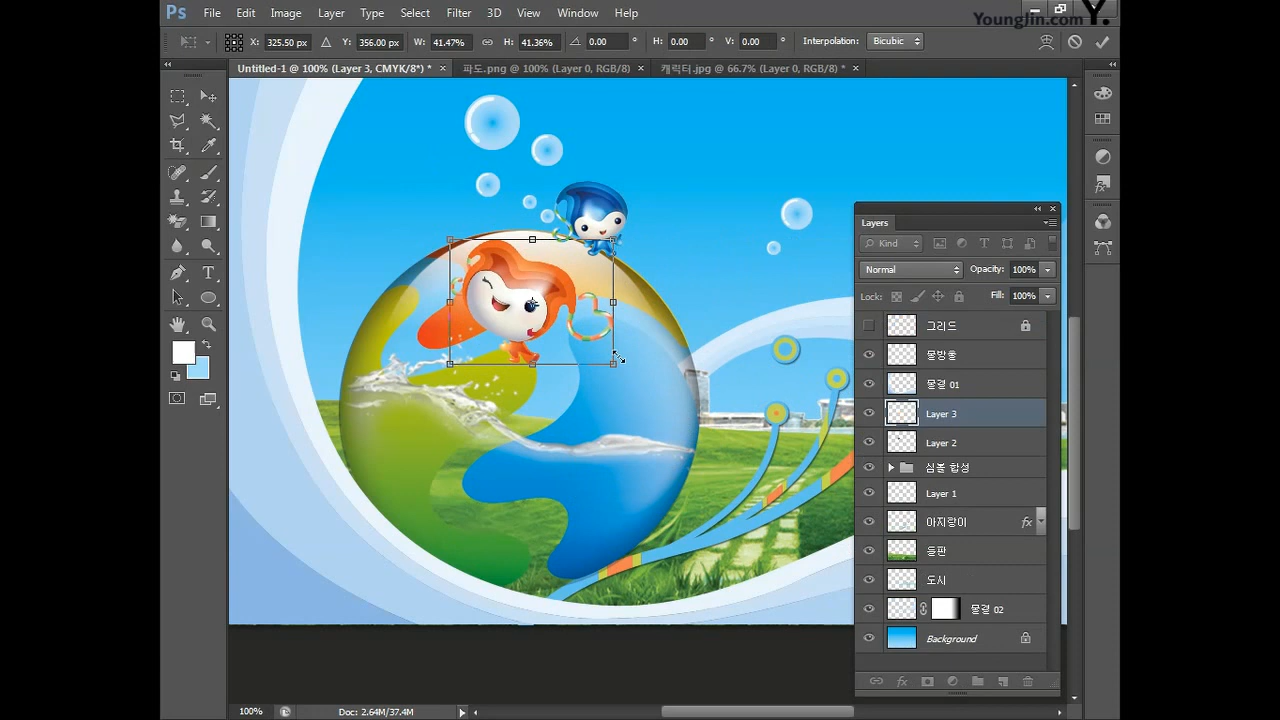 Ps File Edit Image Layer Type Select Filter 3D View Window Help
YoungJin.com Y.
X: 325.50 px Y: 356.00 px W: 41.47% H: 41.36% 0.00 ° H: 0.00 ° V: 0.00 ° Interpolation: Bicubic
Untitled-1 @ 100% (Layer 3, CMYK/8*) * × 파도.png @ 100% (Layer 0, RGB/8) × 캐릭터.jpg @ 66.7% (Layer 0, RGB/8) * ×
Layers
Kind
Normal Opacity: 100%
Lock: Fill: 100%
그리드
물방울
물결 01
Layer 3
Layer 2
심볼 합성
Layer 1
아지랑이 fx
들판
도시
물결 02
Background
100% Doc: 2.64M/37.4M